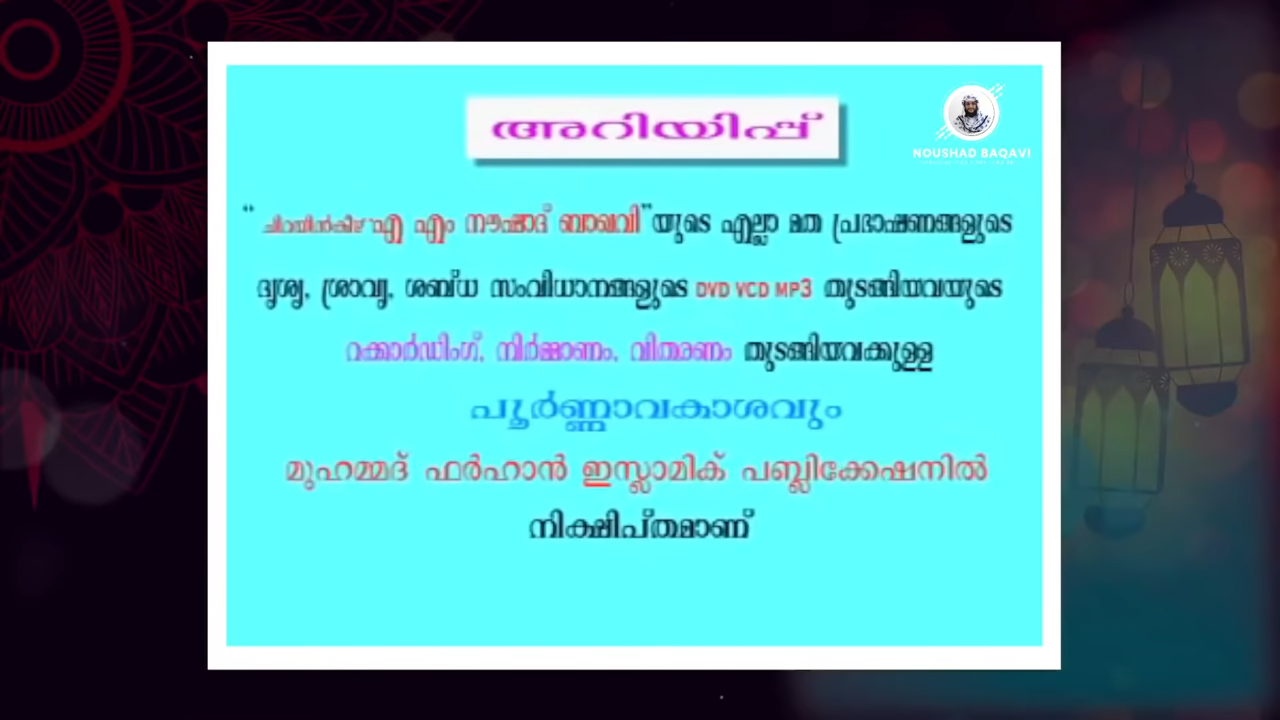 അറിയിപ്പ്
NOUSHAD BAQAVI
" ചിറയിൻകീഴ് എ എം നൗഷാദ് ബാഖവി"യുടെ എല്ലാ മത പ്രഭാഷണങ്ങളുടെ
ദൃശ്യ, ശ്രാവ്യ, ശബ്ധ സംവിധാനങ്ങളുടെ DVD VCD MP3 തുടങ്ങിയവയുടെ
റക്കാർഡിംഗ്, നിർമ്മാണം, വിതരണം തുടങ്ങിയവക്കുള്ള
പൂർണ്ണാവകാശവും
മുഹമ്മദ് ഫർഹാൻ ഇസ്ലാമിക് പബ്ലിക്കേഷനിൽ
നിക്ഷിപ്തമാണ്